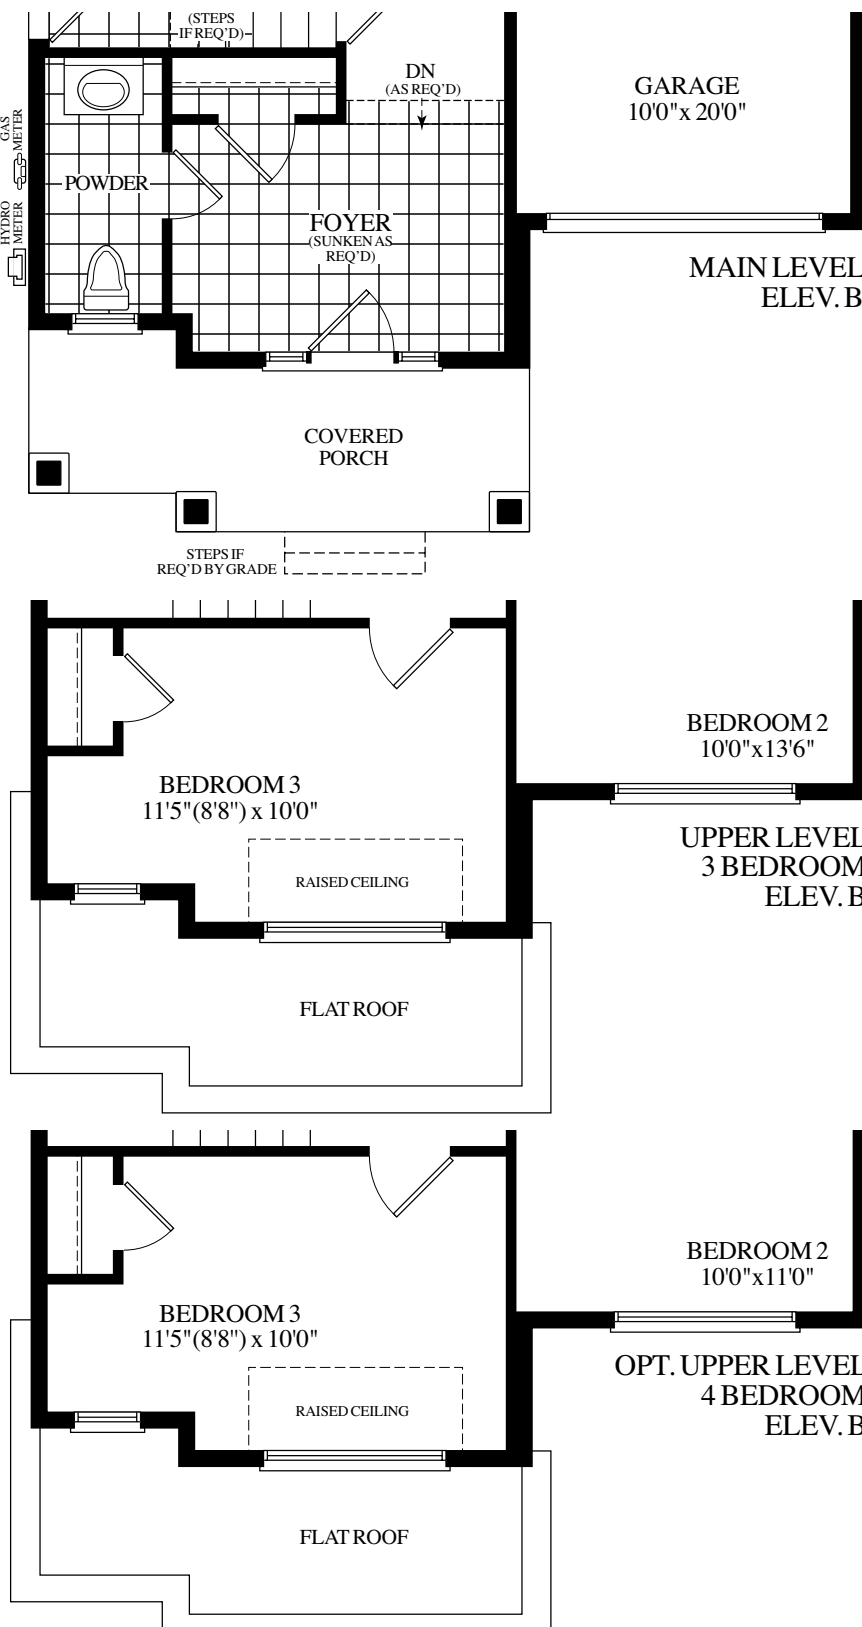 (STEPS
IF REQ'D)
GAS
METER
HYDRO
METER
POWDER
DN
(AS REQ'D)
FOYER
(SUNKEN AS
REQ'D)
GARAGE
10'0"x 20'0"
MAIN LEVEL
ELEV. B
COVERED
PORCH
STEPS IF
REQ'D BY GRADE
BEDROOM 2
10'0"x13'6"
BEDROOM 3
11'5"(8'8") x 10'0"
UPPER LEVEL
3 BEDROOM
ELEV. B
RAISED CEILING
FLAT ROOF
BEDROOM 2
10'0"x11'0"
BEDROOM 3
11'5"(8'8") x 10'0"
OPT. UPPER LEVEL
4 BEDROOM
ELEV. B
RAISED CEILING
FLAT ROOF